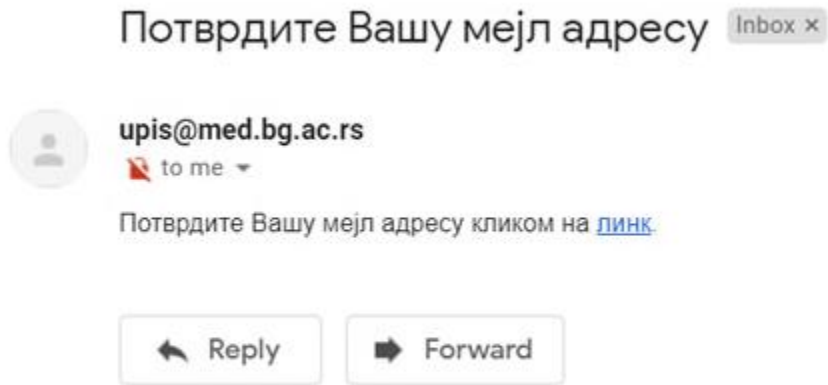 Потврдите Вашу мејл адресу Inbox ×
upis@med.bg.ac.rs
to me
Потврдите Вашу мејл адресу кликом на линк.
Reply Forward